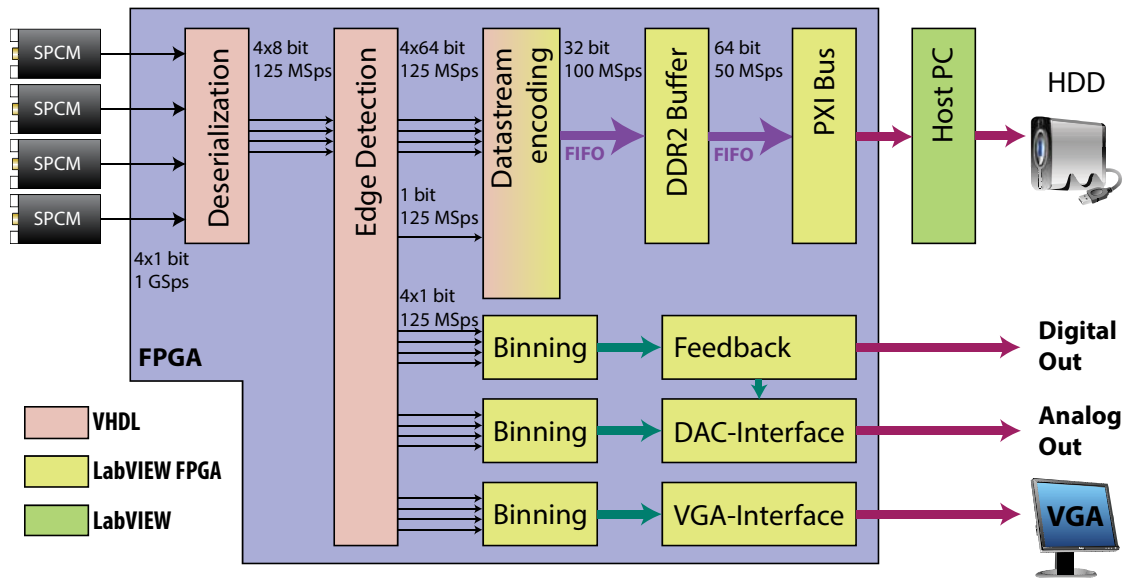 SPCM
SPCM
SPCM
SPCM
4x1 bit
1 GSps
FPGA
Deserialization
4x8 bit
125 MSps
Edge Detection
4x64 bit
125 MSps
1 bit
125 MSps
4x1 bit
125 MSps
Datastream
encoding
32 bit
100 MSps
FIFO
DDR2 Buffer
64 bit
50 MSps
FIFO
PXI Bus
Host PC
HDD
Binning
Feedback
Digital
Out
Binning
DAC-Interface
Analog
Out
Binning
VGA-Interface
VGA
VHDL
LabVIEW FPGA
LabVIEW